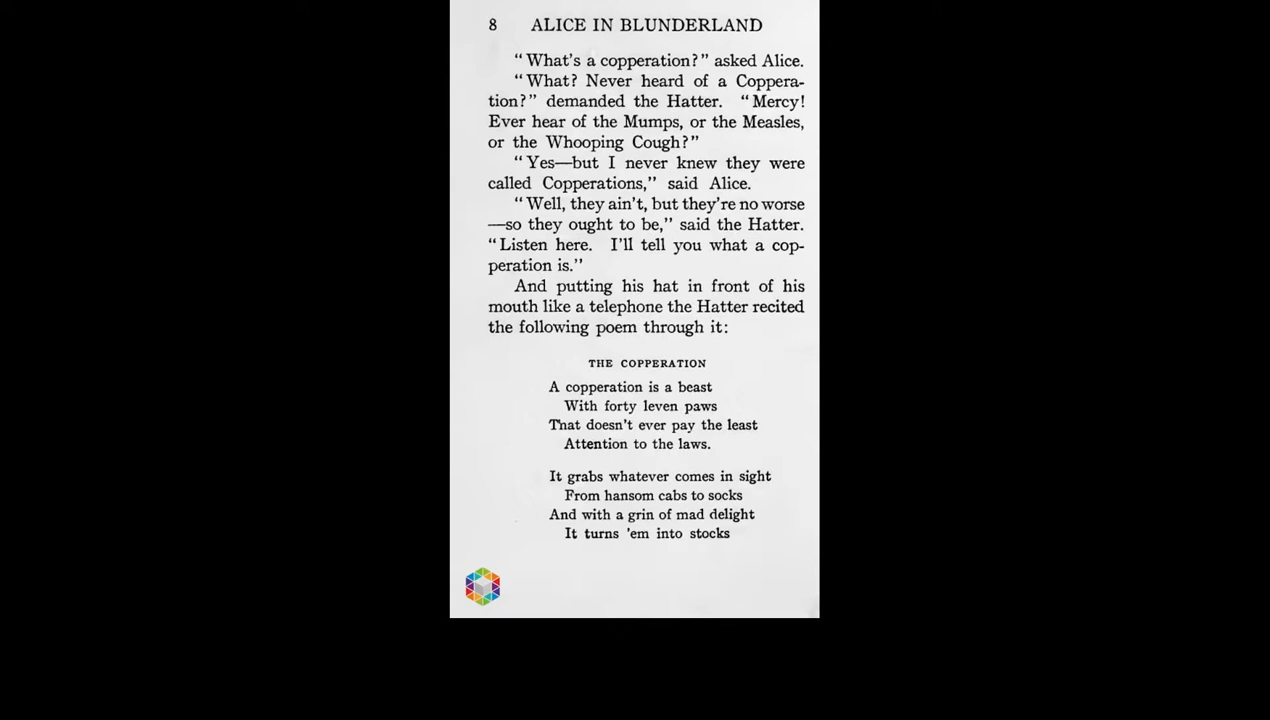 8 ALICE IN BLUNDERLAND
“What's a copperation?” asked Alice.
“What? Never heard of a Coppera-
tion?” demanded the Hatter. “Mercy!
Ever hear of the Mumps, or the Measles,
or the Whooping Cough?”
“Yes—but I never knew they were
called Copperations,” said Alice.
“Well, they ain't, but they're no worse
—so they ought to be,” said the Hatter.
“Listen here. I'll tell you what a cop-
peration is.”
And putting his hat in front of his
mouth like a telephone the Hatter recited
the following poem through it:
THE COPPERATION
A copperation is a beast
With forty leven paws
That doesn't ever pay the least
Attention to the laws.
It grabs whatever comes in sight
From hansom cabs to socks
And with a grin of mad delight
It turns 'em into stocks